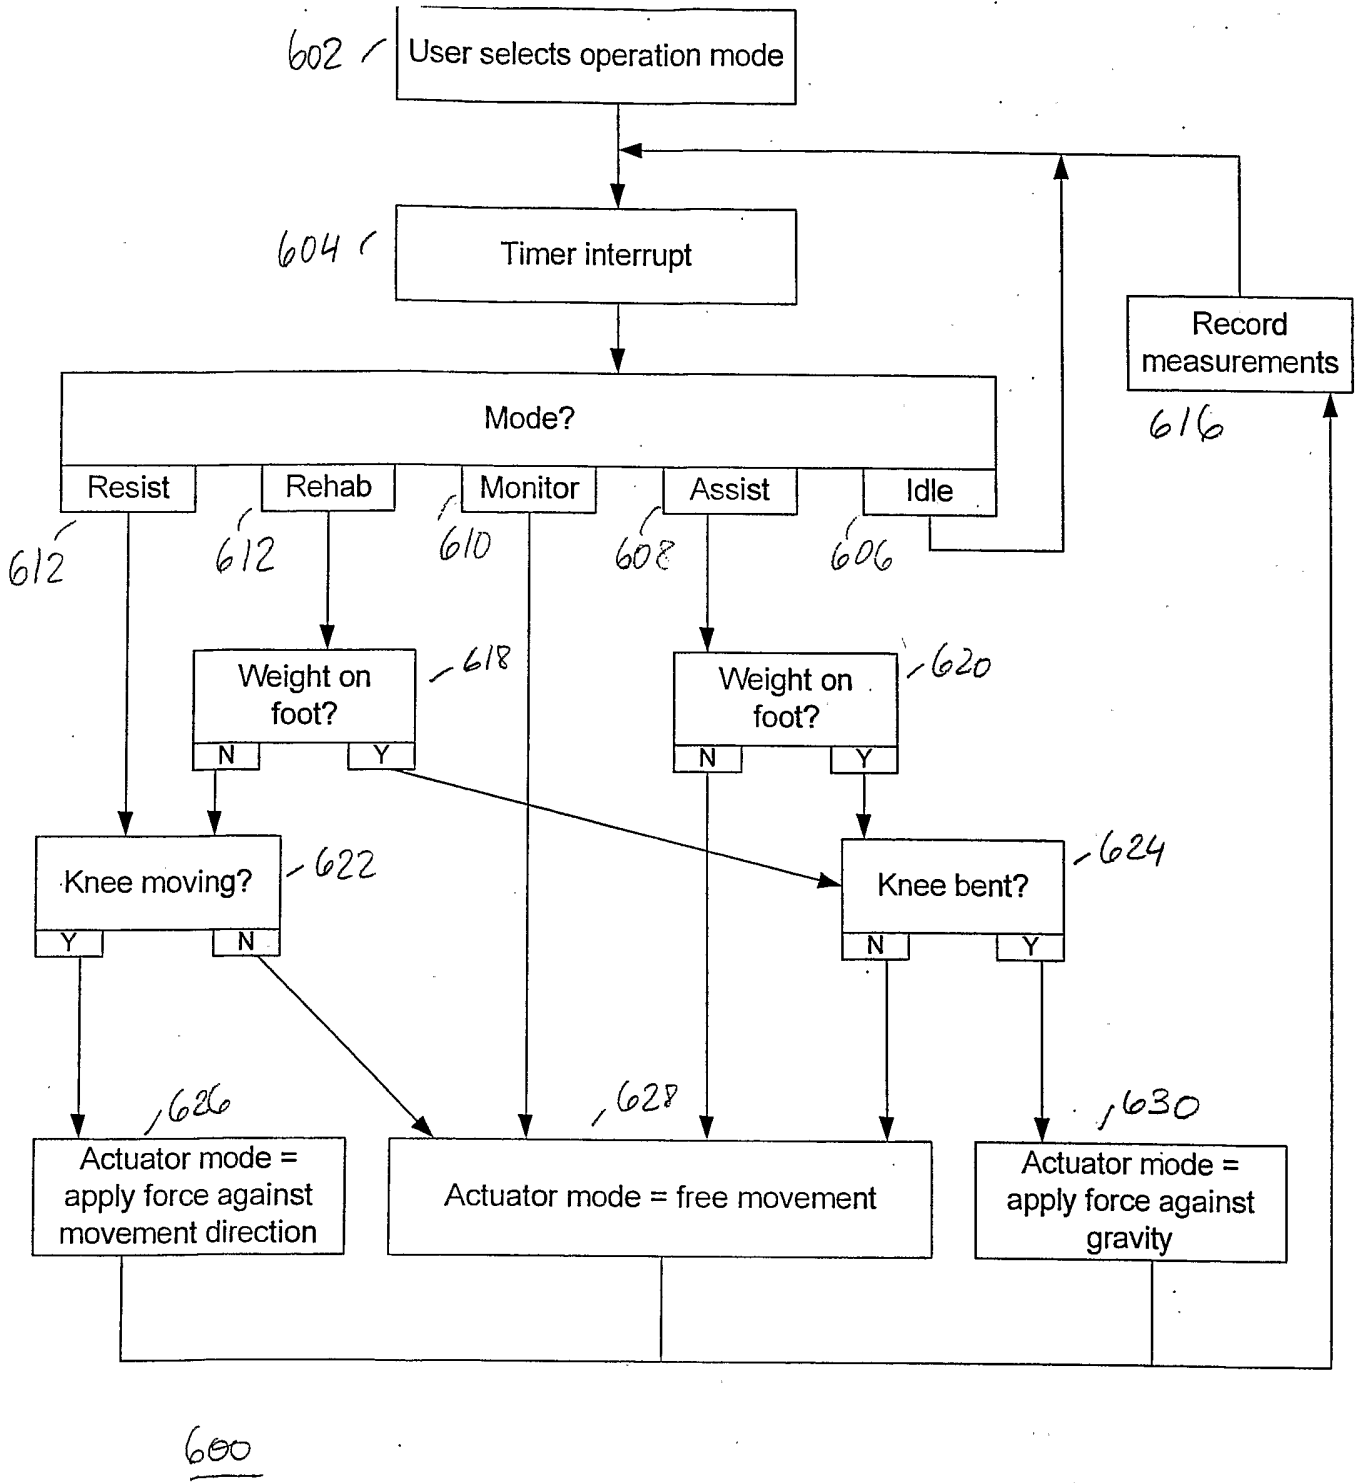 602
User selects operation mode
604
Timer interrupt
Record
measurements
616
Mode?
Resist
Rehab
Monitor
Assist
Idle
612
612
610
608
606
Weight on
foot?
618
N
Y
Weight on
foot?
620
N
Y
Knee moving?
622
Y
N
Knee bent?
624
N
Y
626
Actuator mode =
apply force against
movement direction
628
Actuator mode = free movement
630
Actuator mode =
apply force against
gravity
600